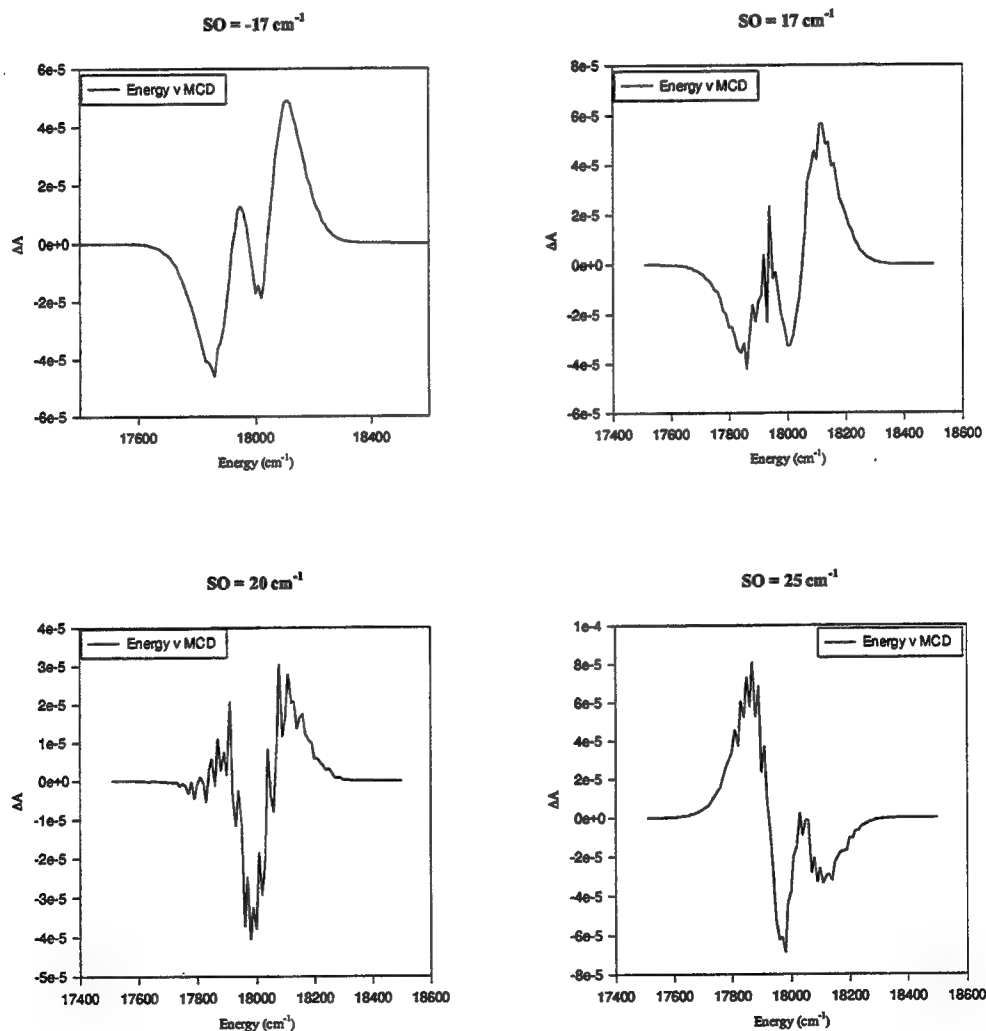 SO = -17 cm⁻¹
6e-5
4e-5
2e-5
0e+0
-2e-5
-4e-5
-6e-5
ΔA
Energy v MCD
17600 18000 18400
Energy (cm⁻¹)
SO = 17 cm⁻¹
8e-5
6e-5
4e-5
2e-5
0e+0
-2e-5
-4e-5
-6e-5
ΔA
Energy v MCD
17400 17600 17800 18000 18200 18400 18600
Energy (cm⁻¹)
SO = 20 cm⁻¹
4e-5
3e-5
2e-5
1e-5
0e+0
-1e-5
-2e-5
-3e-5
-4e-5
-5e-5
ΔA
Energy v MCD
17400 17600 17800 18000 18200 18400 18600
Energy (cm⁻¹)
SO = 25 cm⁻¹
1e-4
8e-5
6e-5
4e-5
2e-5
0e+0
-2e-5
-4e-5
-6e-5
-8e-5
ΔA
Energy v MCD
17400 17600 17800 18000 18200 18400 18600
Energy (cm⁻¹)